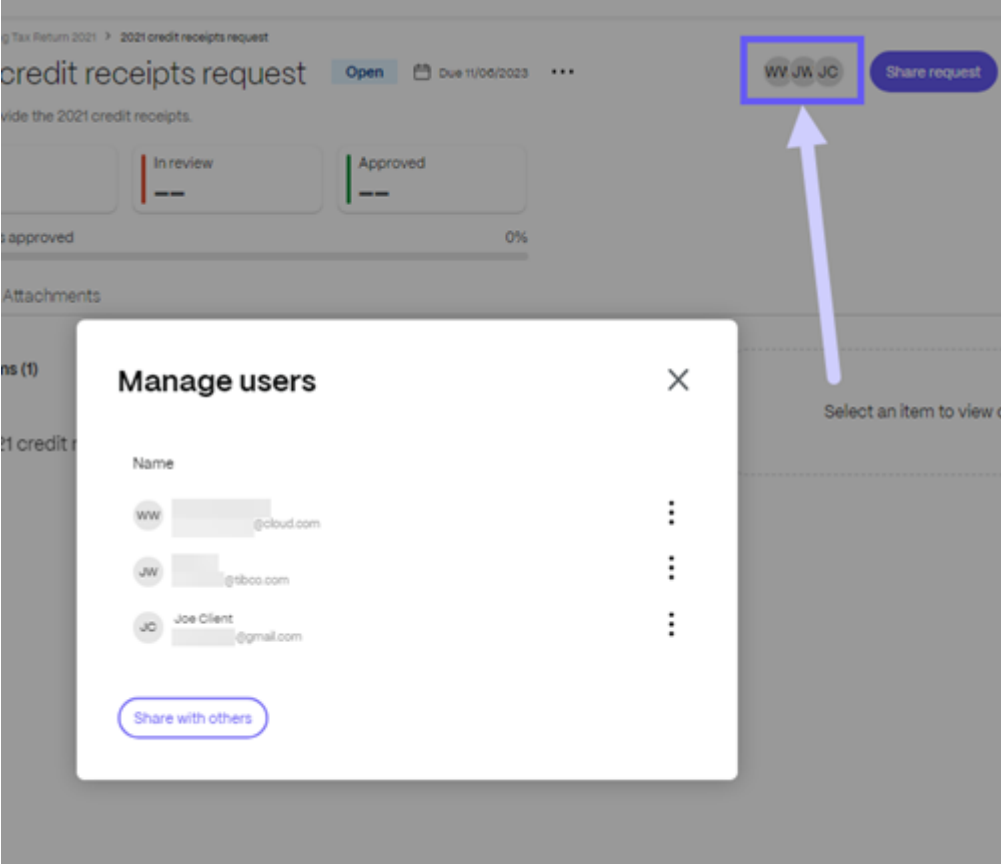 g Tax Return 2021 > 2021 credit receipts request
credit receipts request Open Due 11/06/2023 ••• WW JW JC Share request
vide the 2021 credit receipts.
In review Approved
-- --
approved 0%
Attachments
ms (1)
Select an item to view
21 credit r
Manage users
Name
WW
@cloud.com
JW
@tibco.com
JC Joe Client
@gmail.com
Share with others